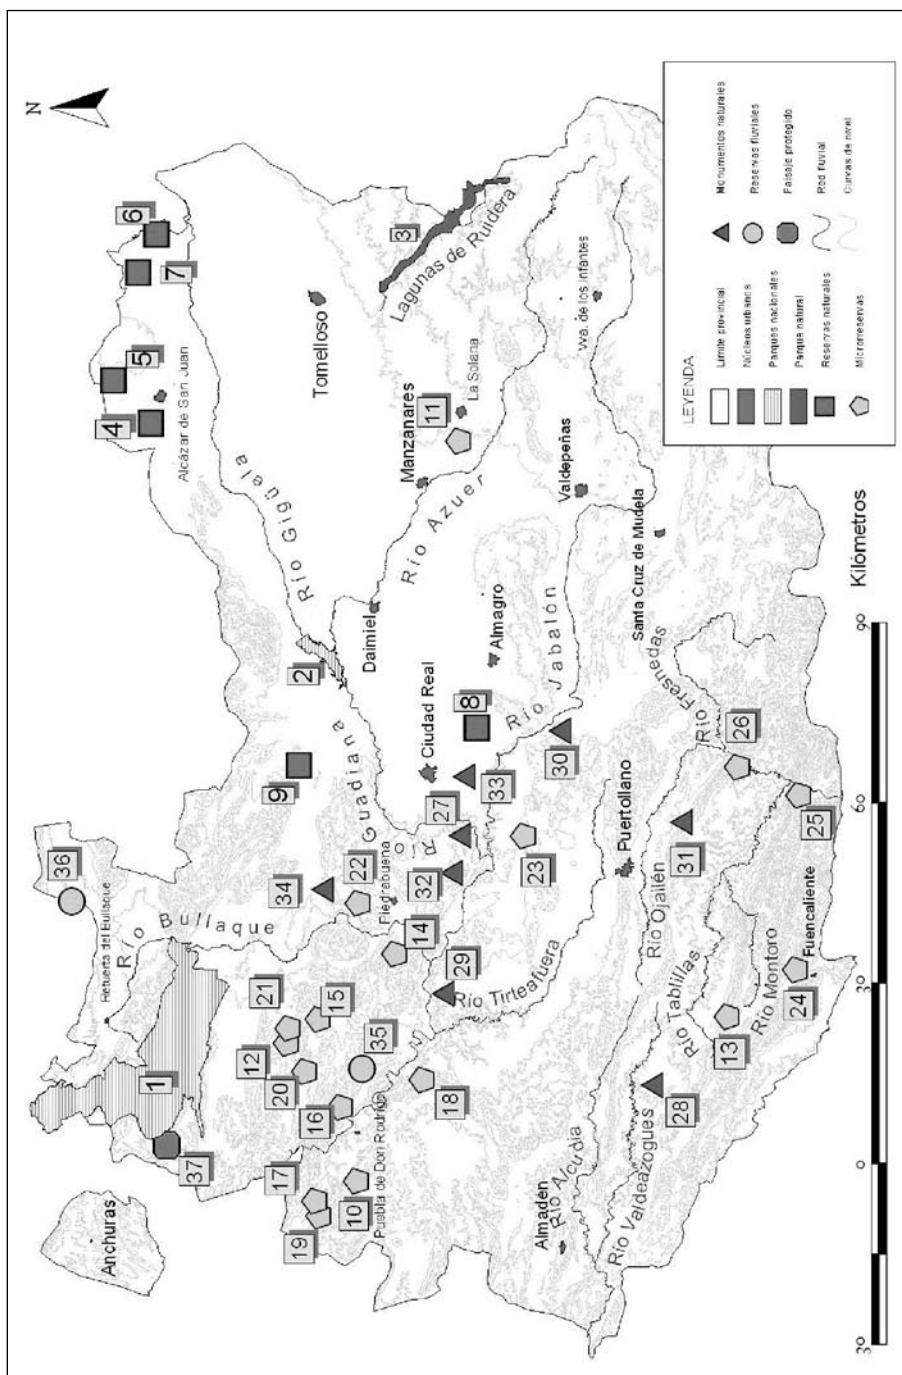 N
Anchuras
36
Retuerta del Bullaque
Río Bullaque
1
37
34
9
2
4
5
6
7
Alcázar de San Juan
Río Gigüela
Tomelloso
3
Lagunas de Ruidera
21
12
15
20
16
35
17
19
10
Puebla de Don Rodrigo
22
Piedrabuena
Río Guadiana
14
32
27
33
Ciudad Real
8
Daimiel
Almagro
Manzanares
11
La Solana
Río Azuer
Río Jabalón
Valdepeñas
Vva. de los Infantes
Santa Cruz de Mudela
29
Río Tirteafuera
18
23
30
Puertollano
Almadén
Río Alcudia
Río Valdeazogues
28
Río Ojailén
31
Río Fresnedas
26
25
Río Tablillas
Río Montoro
13
24
Fuencaliente
LEYENDA
Límite provincial
Núcleos urbanos
Parques nacionales
Parque natural
Reservas naturales
Microrreservas
Monumentos naturales
Reservas fluviales
Paisaje protegido
Red fluvial
Curvas de nivel
30
0
30
60
90
Kilómetros